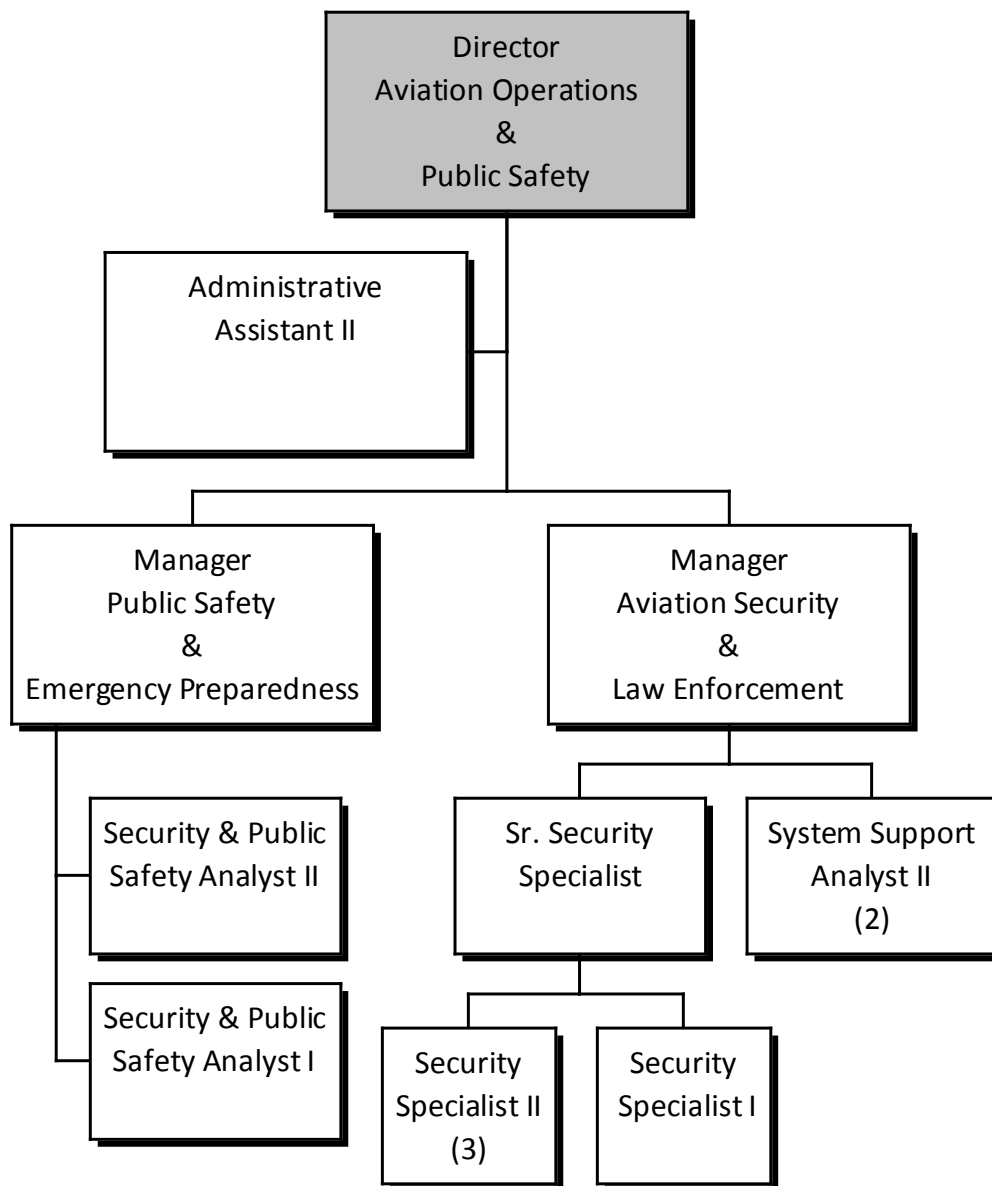 Director
Aviation Operations
&
Public Safety
Administrative
Assistant II
Manager
Public Safety
&
Emergency Preparedness
Manager
Aviation Security
&
Law Enforcement
Security & Public
Safety Analyst II
Security & Public
Safety Analyst I
Sr. Security
Specialist
System Support
Analyst II
(2)
Security
Specialist II
(3)
Security
Specialist I